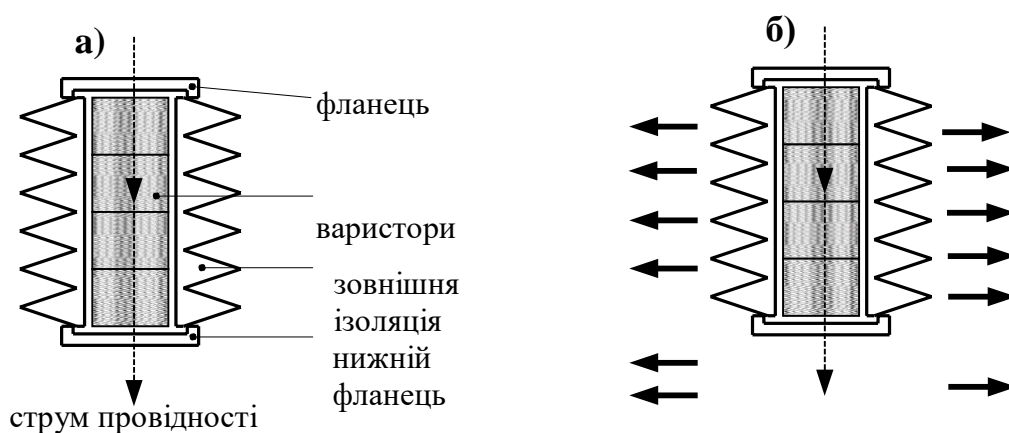 а)
б)
фланець
варистори
зовнішня
ізоляція
нижній
фланець
струм провідності